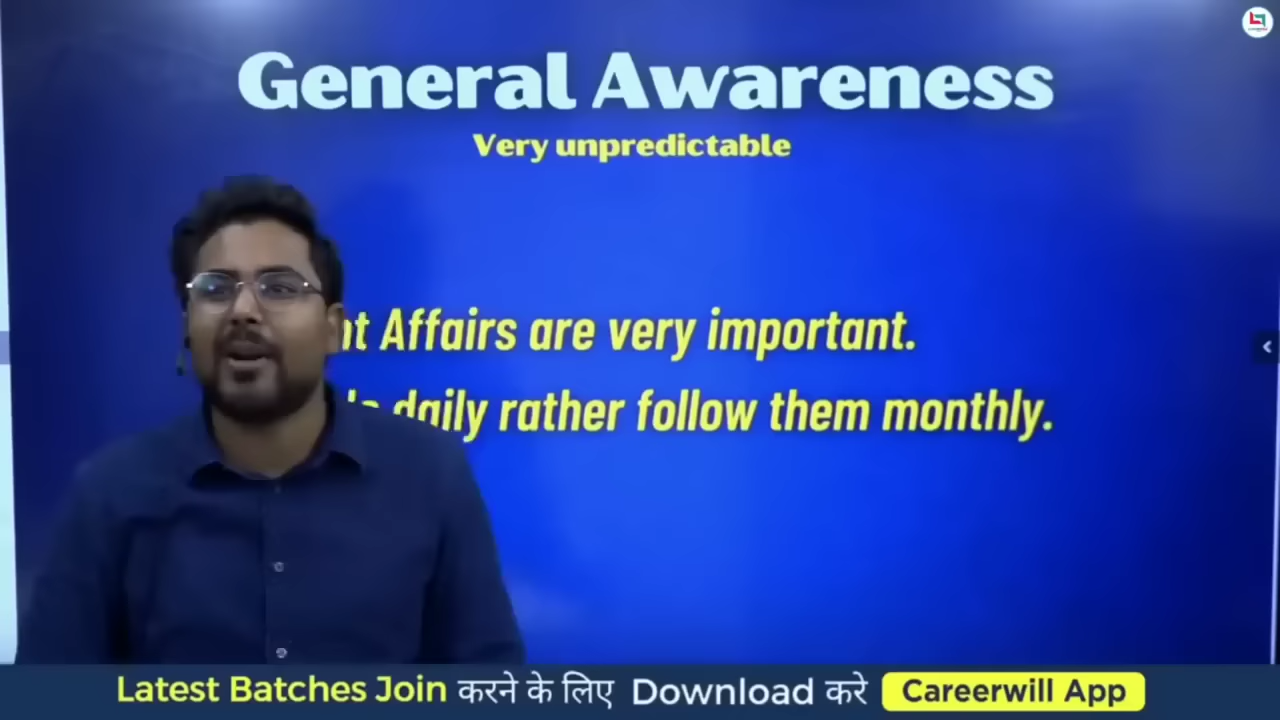 General Awareness
Very unpredictable
Affairs are very important.
daily rather follow them monthly.
Latest Batches Join करने के लिए Download करे Careerwill App